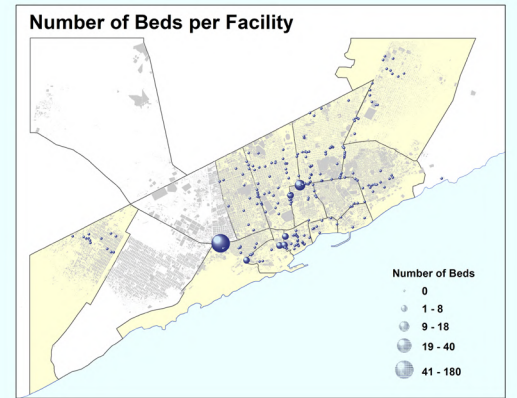 Number of Beds per Facility
Number of Beds
0
1 - 8
9 - 18
19 - 40
41 - 180